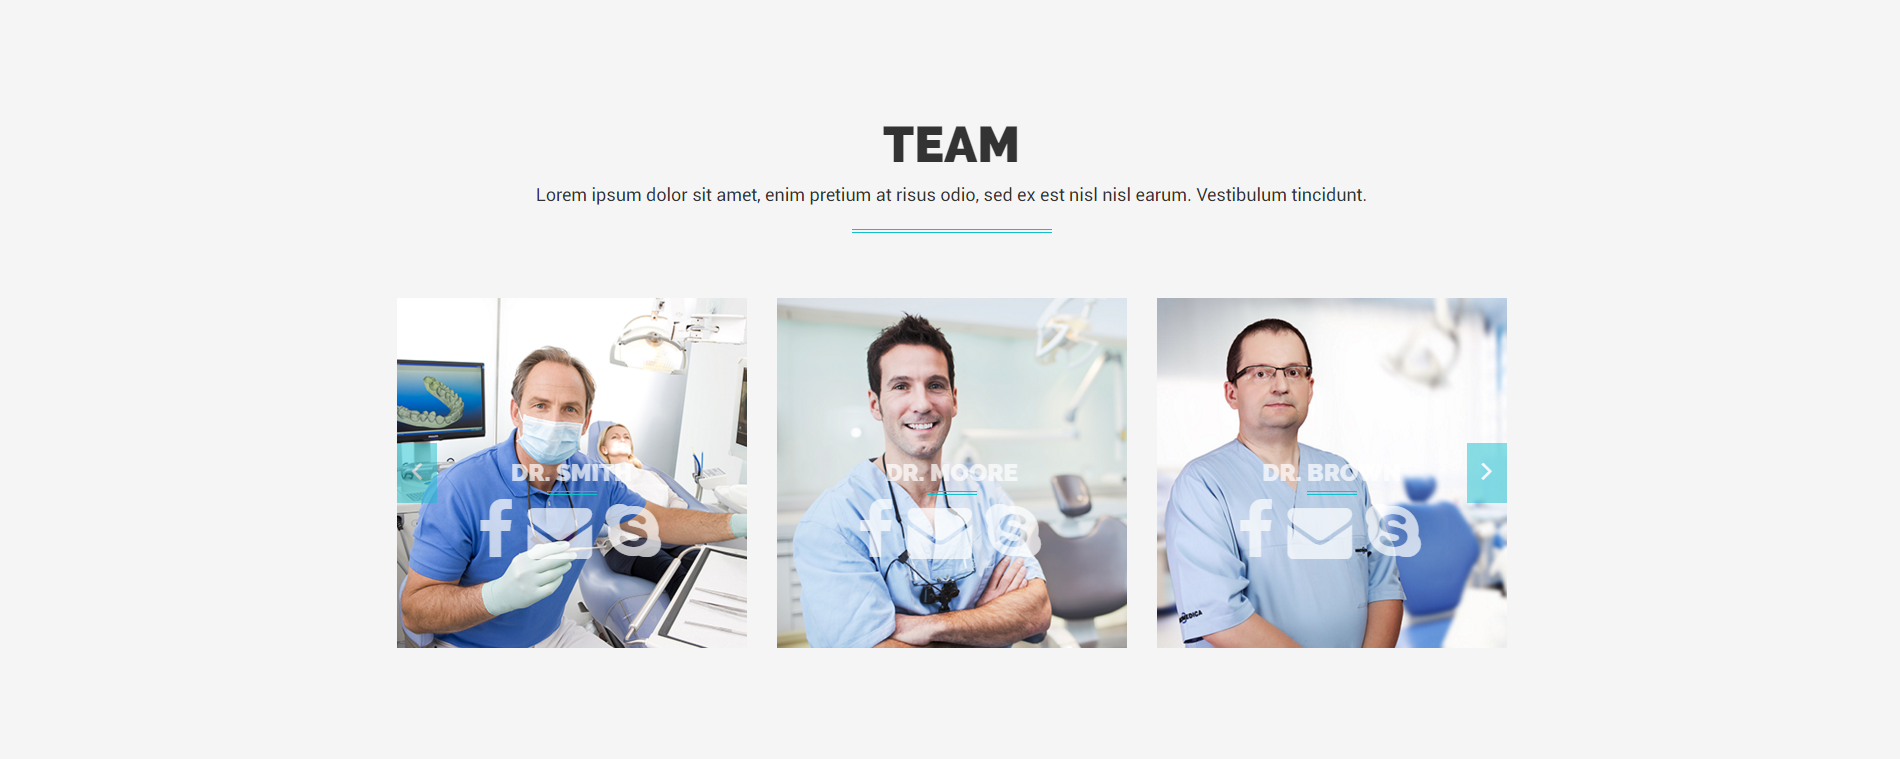 TEAM
Lorem ipsum dolor sit amet, enim pretium at risus odio, sed ex est nisl nisl earum. Vestibulum tincidunt.
DR. SMITH
DR. MOORE
DR. BROWN